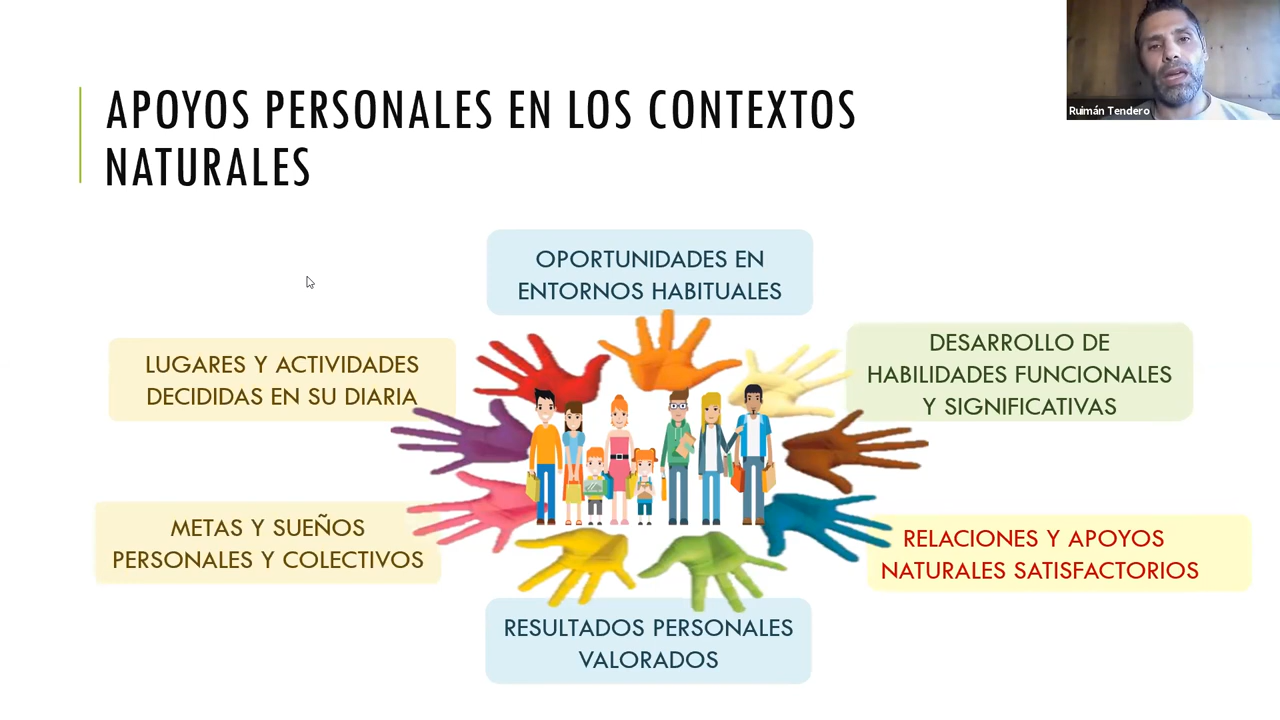 APOYOS PERSONALES EN LOS CONTEXTOS
NATURALES
Ruimán Tendero
OPORTUNIDADES EN
ENTORNOS HABITUALES
LUGARES Y ACTIVIDADES
DECIDIDAS EN SU DIARIA
DESARROLLO DE
HABILIDADES FUNCIONALES
Y SIGNIFICATIVAS
METAS Y SUEÑOS
PERSONALES Y COLECTIVOS
RELACIONES Y APOYOS
NATURALES SATISFACTORIOS
RESULTADOS PERSONALES
VALORADOS